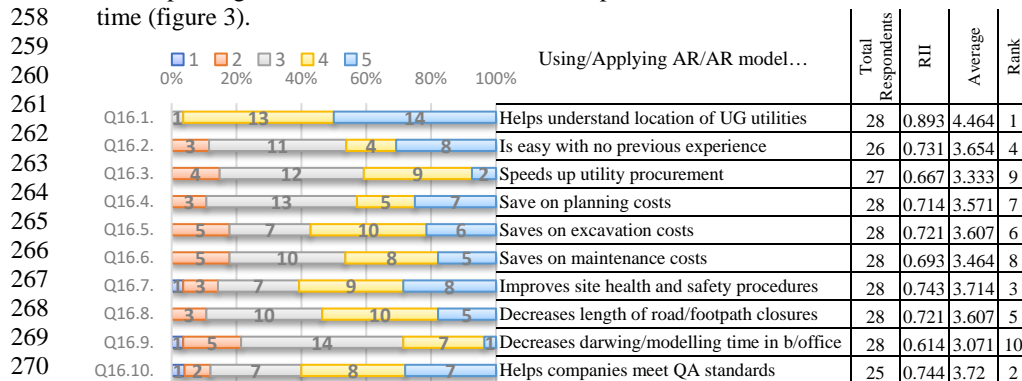 258 time (figure 3).
259
260
261
262
263
264
265
266
267
268
269
270
1 2 3 4 5 Using/Applying AR/AR model… Total Respondents RII Average Rank
0% 20% 40% 60% 80% 100%
Q16.1. 1 13 14 Helps understand location of UG utilities 28 0.893 4.464 1
Q16.2. 3 11 4 8 Is easy with no previous experience 26 0.731 3.654 4
Q16.3. 4 12 9 2 Speeds up utility procurement 27 0.667 3.333 9
Q16.4. 3 13 5 7 Save on planning costs 28 0.714 3.571 7
Q16.5. 5 7 10 6 Saves on excavation costs 28 0.721 3.607 6
Q16.6. 5 10 8 5 Saves on maintenance costs 28 0.693 3.464 8
Q16.7. 1 3 7 9 8 Improves site health and safety procedures 28 0.743 3.714 3
Q16.8. 3 10 10 5 Decreases length of road/footpath closures 28 0.721 3.607 5
Q16.9. 1 5 14 7 1 Decreases darwing/modelling time in b/office 28 0.614 3.071 10
Q16.10. 1 2 7 8 7 Helps companies meet QA standards 25 0.744 3.72 2